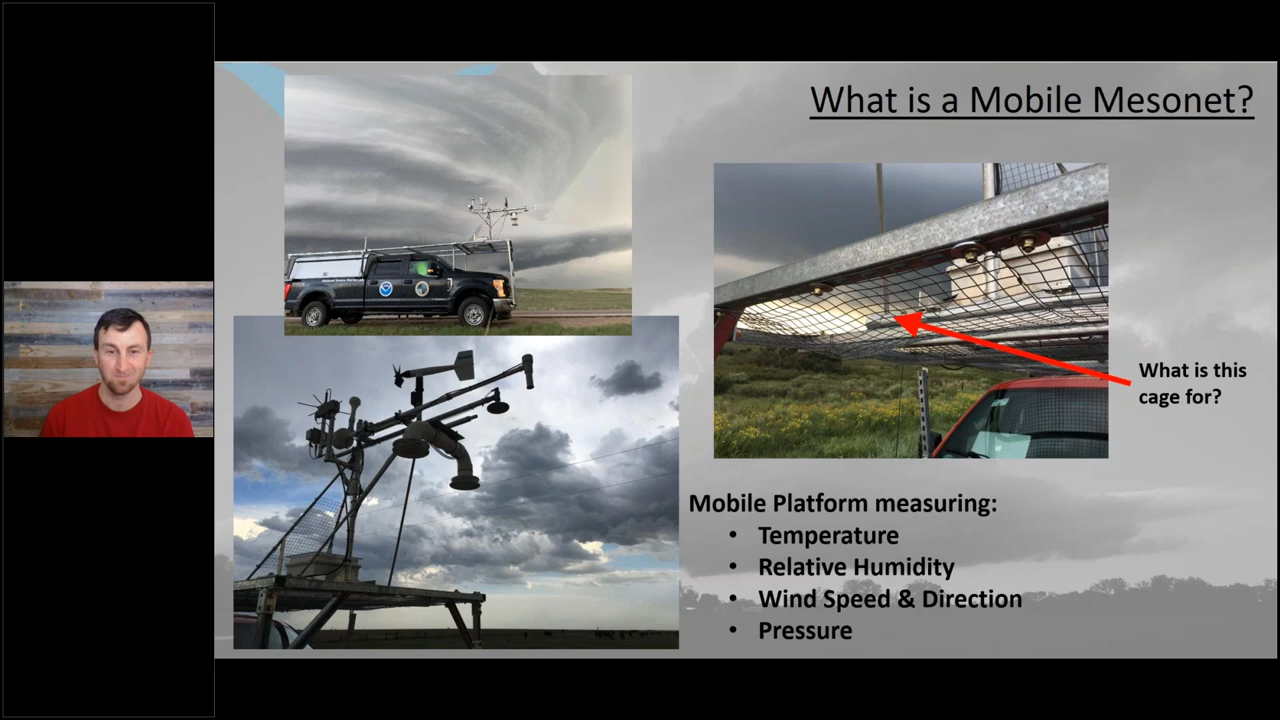 What is a Mobile Mesonet?
What is this
cage for?
Mobile Platform measuring:
• Temperature
• Relative Humidity
• Wind Speed & Direction
• Pressure